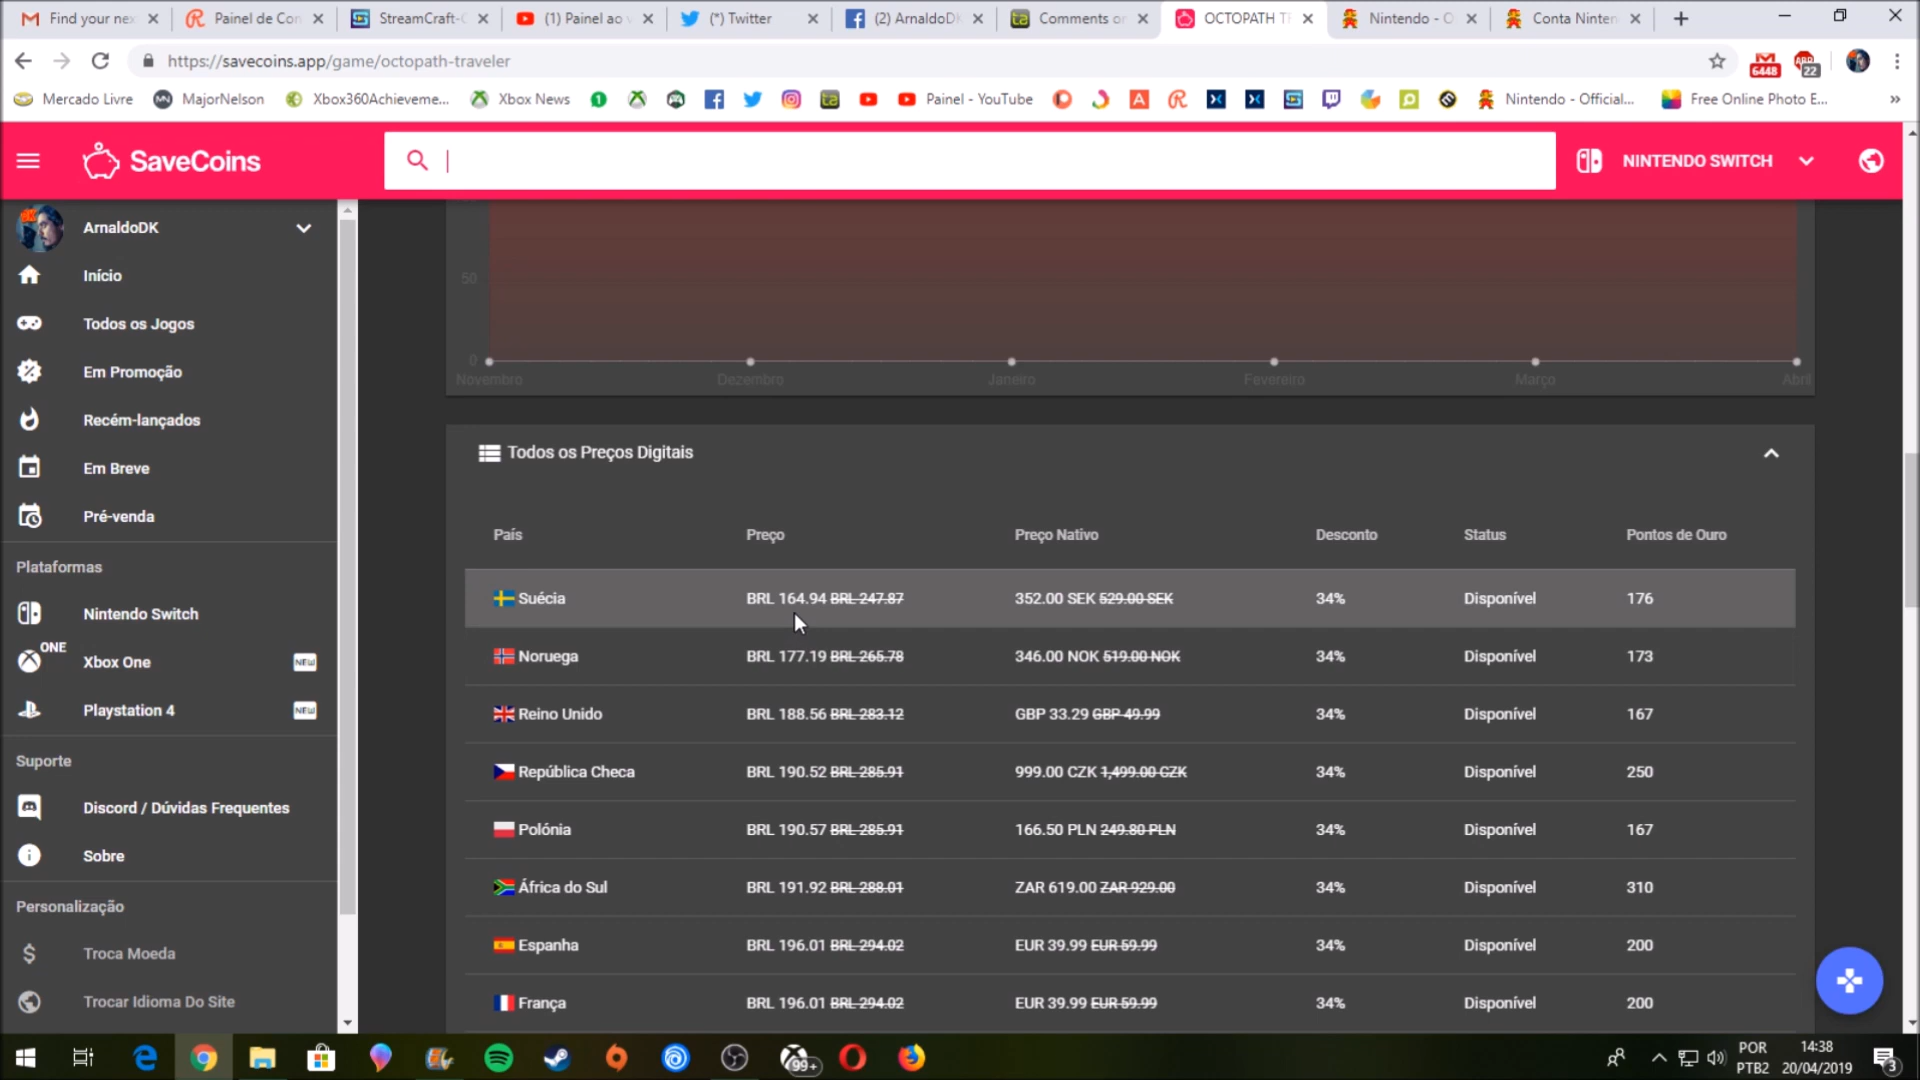 Find your nex
Painel de Con
StreamCraft-C
(1) Painel ao v
(*) Twitter
(2) ArnaldoDK
Comments or
OCTOPATH T
Nintendo - O
Conta Ninten
https://savecoins.app/game/octopath-traveler
6448
22
Mercado Livre
MajorNelson
Xbox360Achieveme...
Xbox News
Painel - YouTube
Nintendo - Official...
Free Online Photo E...
SaveCoins
NINTENDO SWITCH
ArnaldoDK
Início
Todos os Jogos
Em Promoção
Recém-lançados
Em Breve
Pré-venda
Plataformas
Nintendo Switch
ONE
Xbox One
NEW
Playstation 4
NEW
Suporte
Discord / Dúvidas Frequentes
Sobre
Personalização
Troca Moeda
Trocar Idioma Do Site
50
0
Novembro Dezembro Janeiro Fevereiro Março Abril
Todos os Preços Digitais
País Preço Preço Nativo Desconto Status Pontos de Ouro
Suécia BRL 164.94 BRL 247.87 352.00 SEK 529.00 SEK 34% Disponível 176
Noruega BRL 177.19 BRL 265.78 346.00 NOK 519.00 NOK 34% Disponível 173
Reino Unido BRL 188.56 BRL 283.12 GBP 33.29 GBP 49.99 34% Disponível 167
República Checa BRL 190.52 BRL 285.91 999.00 CZK 1,499.00 CZK 34% Disponível 250
Polónia BRL 190.57 BRL 285.91 166.50 PLN 249.80 PLN 34% Disponível 167
África do Sul BRL 191.92 BRL 288.01 ZAR 619.00 ZAR 929.00 34% Disponível 310
Espanha BRL 196.01 BRL 294.02 EUR 39.99 EUR 59.99 34% Disponível 200
França BRL 196.01 BRL 294.02 EUR 39.99 EUR 59.99 34% Disponível 200
99+
POR
PTB2
14:38
20/04/2019
3